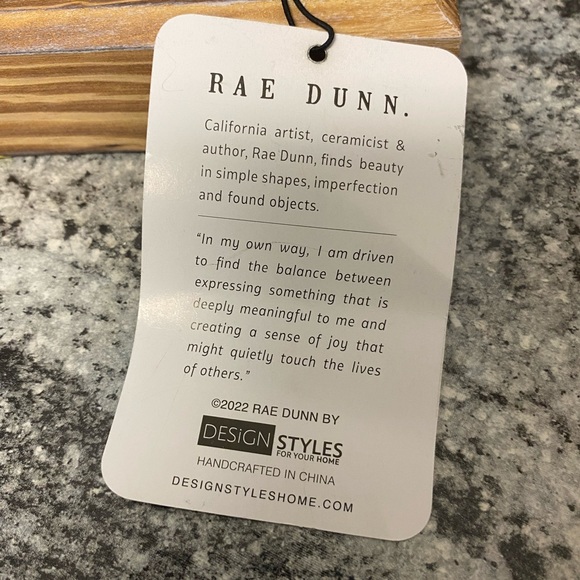 RAE DUNN.
California artist, ceramicist &
author, Rae Dunn, finds beauty
in simple shapes, imperfection
and found objects.
“In my own way, I am driven
to find the balance between
expressing something that is
deeply meaningful to me and
creating a sense of joy that
might quietly touch the lives
of others.”
©2022 RAE DUNN BY
DESiGN STYLES
FOR YOUR HOME
HANDCRAFTED IN CHINA
DESIGNSTYLESHOME.COM